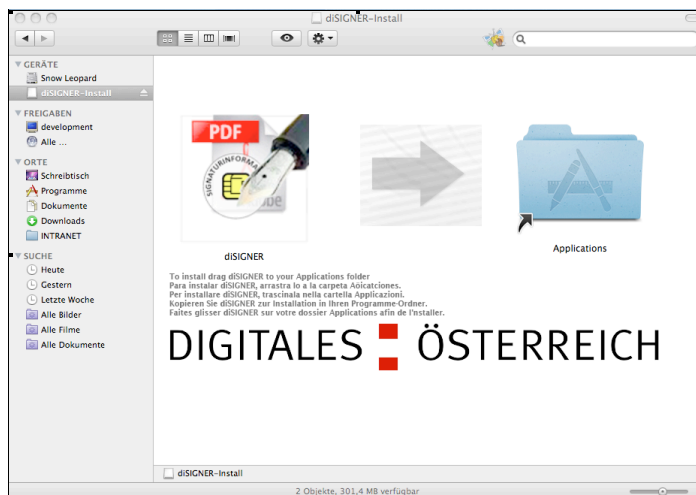 diSIGNER-Install
GERÄTE
Snow Leopard
diSIGNER-Install
FREIGABEN
development
Alle ...
ORTE
Schreibtisch
Programme
Dokumente
Downloads
INTRANET
SUCHE
Heute
Gestern
Letzte Woche
Alle Bilder
Alle Filme
Alle Dokumente
PDF
SIGNATURINFORMAT
diSIGNER
Applications
To install drag diSIGNER to your Applications folder
Para instalar diSIGNER, arrastra lo a la carpeta Aòicatciones.
Per installare diSIGNER, trascinala nella cartella Applicazioni.
Kopieren Sie diSIGNER zur Installation in Ihren Programme-Ordner.
Faites glisser diSIGNER sur votre dossier Applications afin de l'nstaller.
DIGITALES ÖSTERREICH
diSIGNER-Install
2 Objekte, 301,4 MB verfügbar